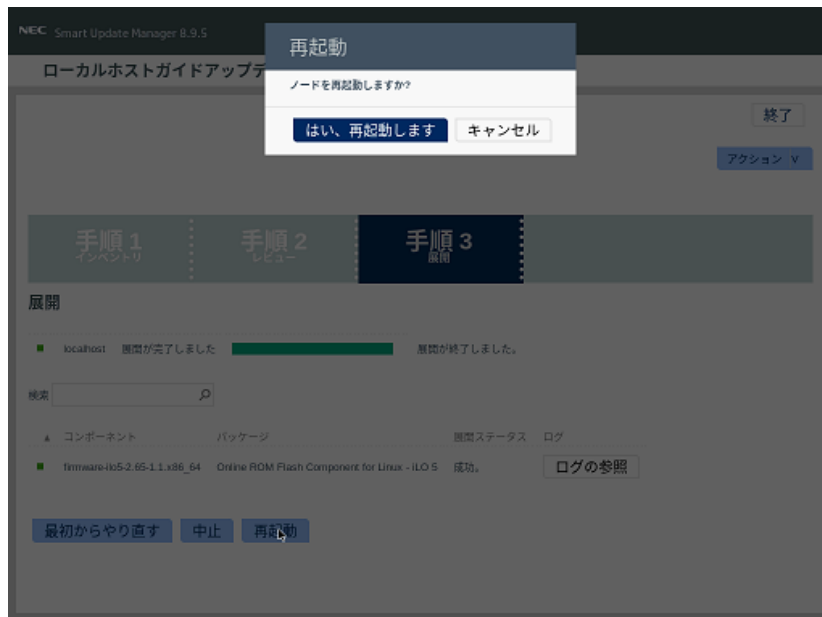 NEC Smart Update Manager 8.9.5
再起動
ローカルホストガイドアップデ
ノードを再起動しますか?
はい、再起動します キャンセル
終了
アクション ∨
手順 1 手順 2 手順 3
インベントリ レビュー 展開
展開
localhost 展開が完了しました 展開が終了しました。
検索
コンポーネント パッケージ 展開ステータス ログ
firmware-ilo5-2.65-1.1.x86_64 Online ROM Flash Component for Linux - iLO 5 成功。 ログの参照
最初からやり直す 中止 再起動